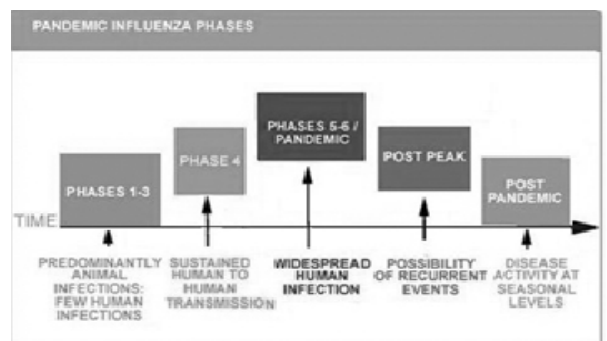 PANDEMIC INFLUENZA PHASES
PHASES 5-6 /
PANDEMIC
PHASE 4
POST PEAK
PHASES 1-3
POST
PANDEMIC
TIME
PREDOMINANTLY
ANIMAL
INFECTIONS;
FEW HUMAN
INFECTIONS
SUSTAINED
HUMAN TO
HUMAN
TRANSMISSION
WIDESPREAD
HUMAN
INFECTION
POSSIBILITY
OF RECURRENT
EVENTS
DISEASE
ACTIVITY AT
SEASONAL
LEVELS